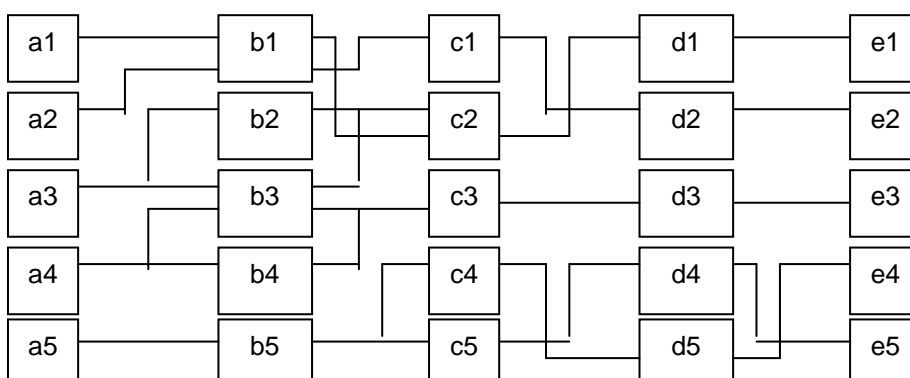 a1 b1 c1 d1 e1
a2 b2 c2 d2 e2
a3 b3 c3 d3 e3
a4 b4 c4 d4 e4
a5 b5 c5 d5 e5